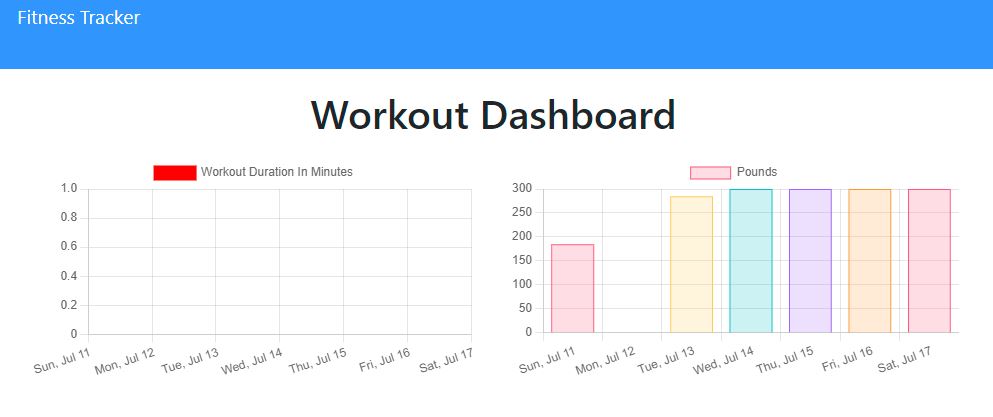 Fitness Tracker
Workout Dashboard
Workout Duration In Minutes
1.0
0.8
0.6
0.4
0.2
0
Sun, Jul 11
Mon, Jul 12
Tue, Jul 13
Wed, Jul 14
Thu, Jul 15
Fri, Jul 16
Sat, Jul 17
Pounds
300
250
200
150
100
50
0
Sun, Jul 11
Mon, Jul 12
Tue, Jul 13
Wed, Jul 14
Thu, Jul 15
Fri, Jul 16
Sat, Jul 17